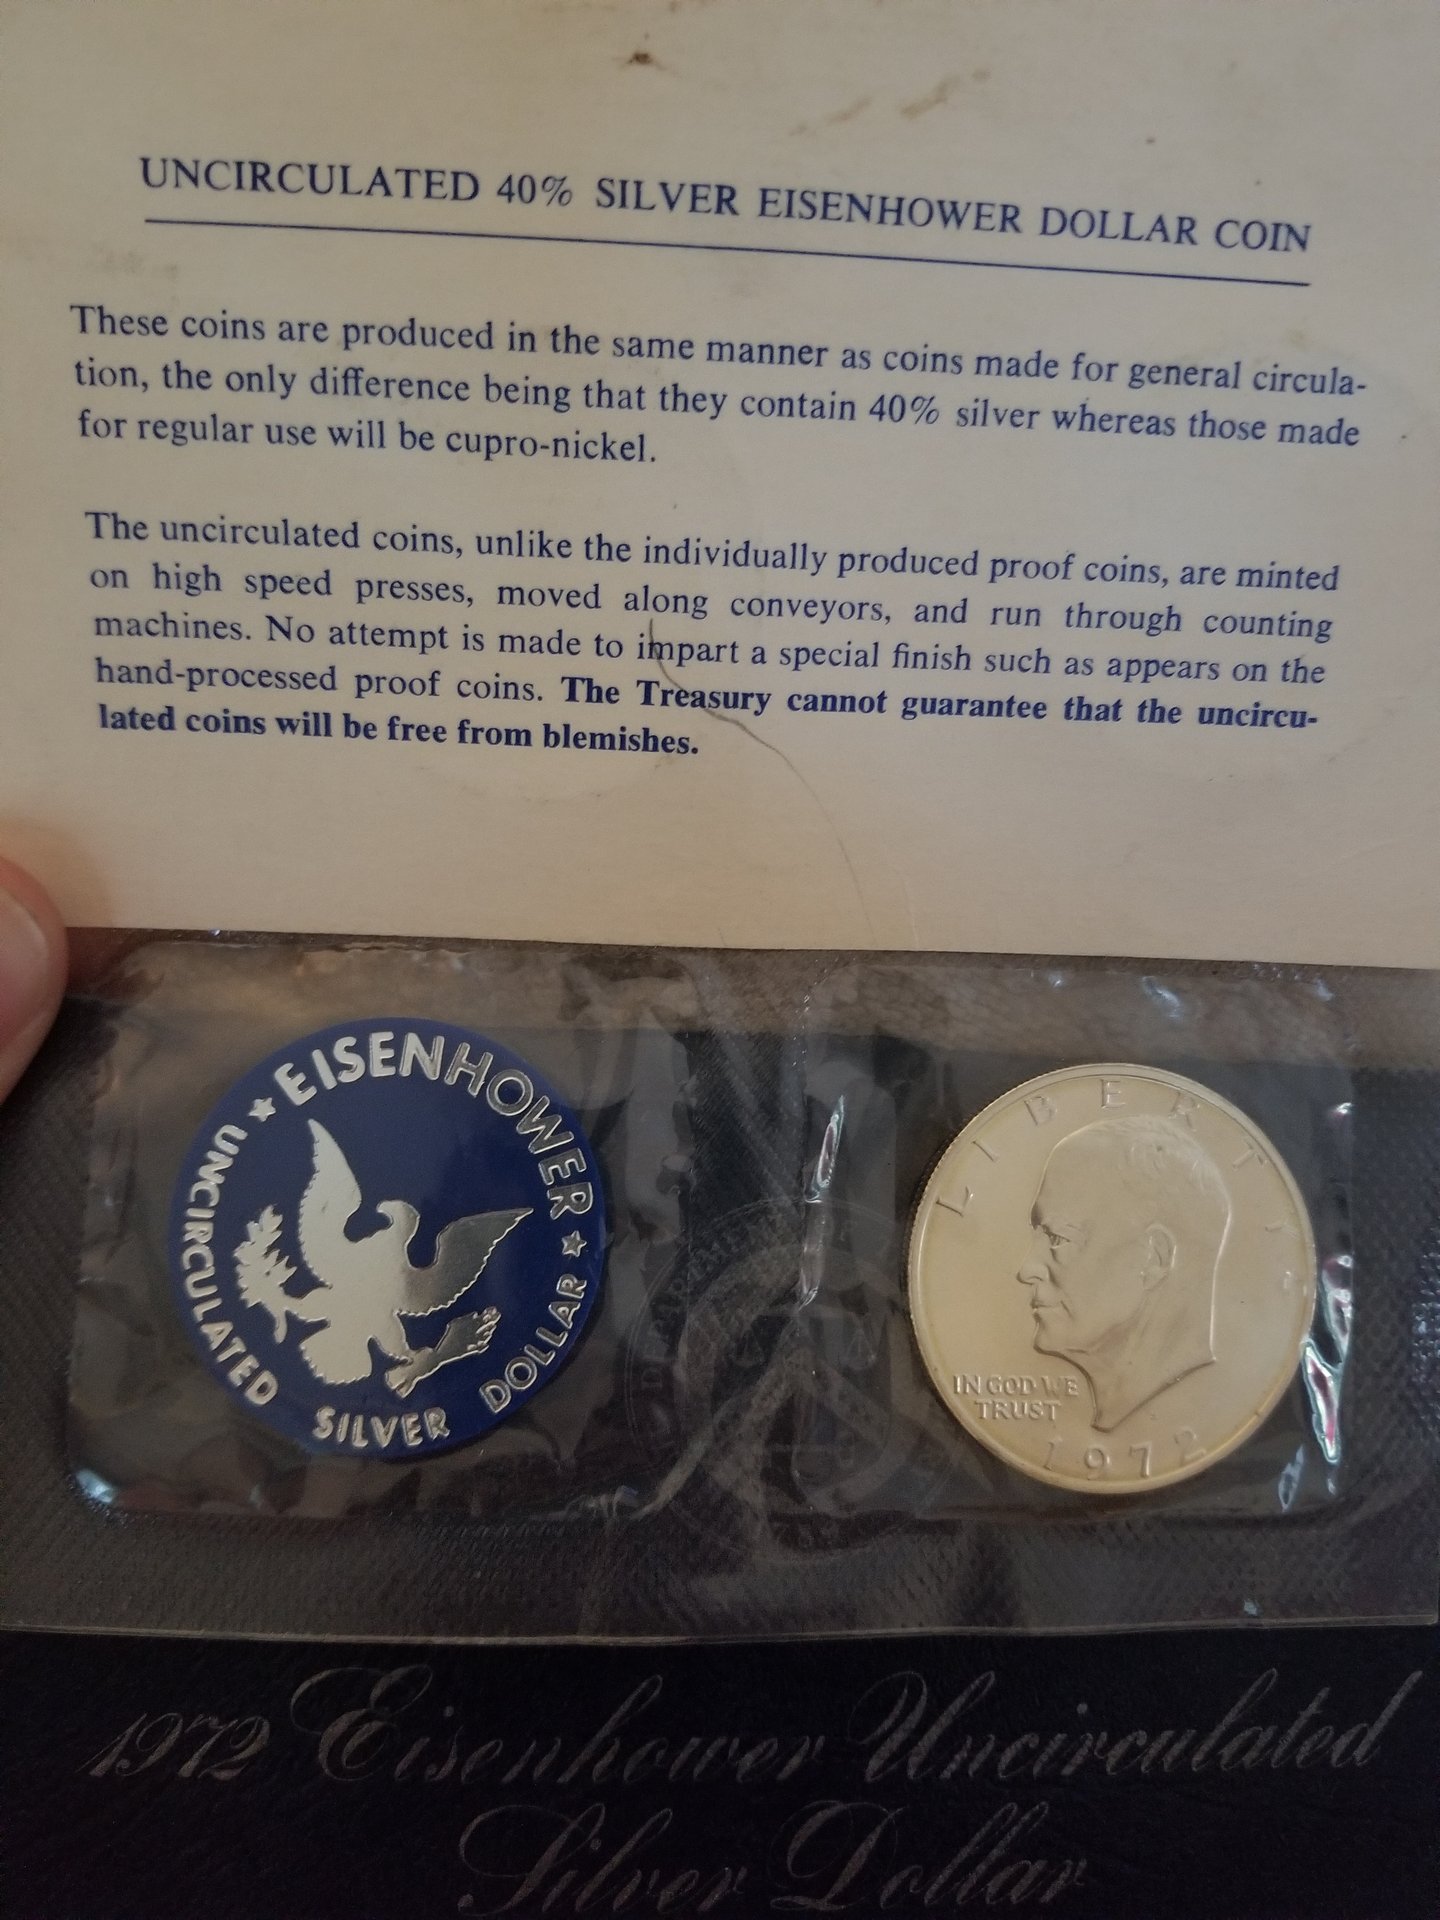 UNCIRCULATED 40% SILVER EISENHOWER DOLLAR COIN
These coins are produced in the same manner as coins made for general circula-
tion, the only difference being that they contain 40% silver whereas those made
for regular use will be cupro-nickel.
The uncirculated coins, unlike the individually produced proof coins, are minted
on high speed presses, moved along conveyors, and run through counting
machines. No attempt is made to impart a special finish such as appears on the
hand-processed proof coins. The Treasury cannot guarantee that the uncircu-
lated coins will be free from blemishes.
★ EISENHOWER ★
UNCIRCULATED SILVER DOLLAR
LIBERTY
IN GOD WE
TRUST
1972
1972 Eisenhower Uncirculated
Silver Dollar